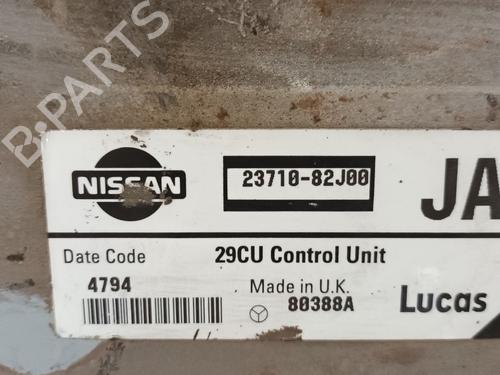 B-PARTS
NISSAN
23710-82J00
JA
Date Code
29CU Control Unit
4794
Made in U.K.
80388A
Lucas